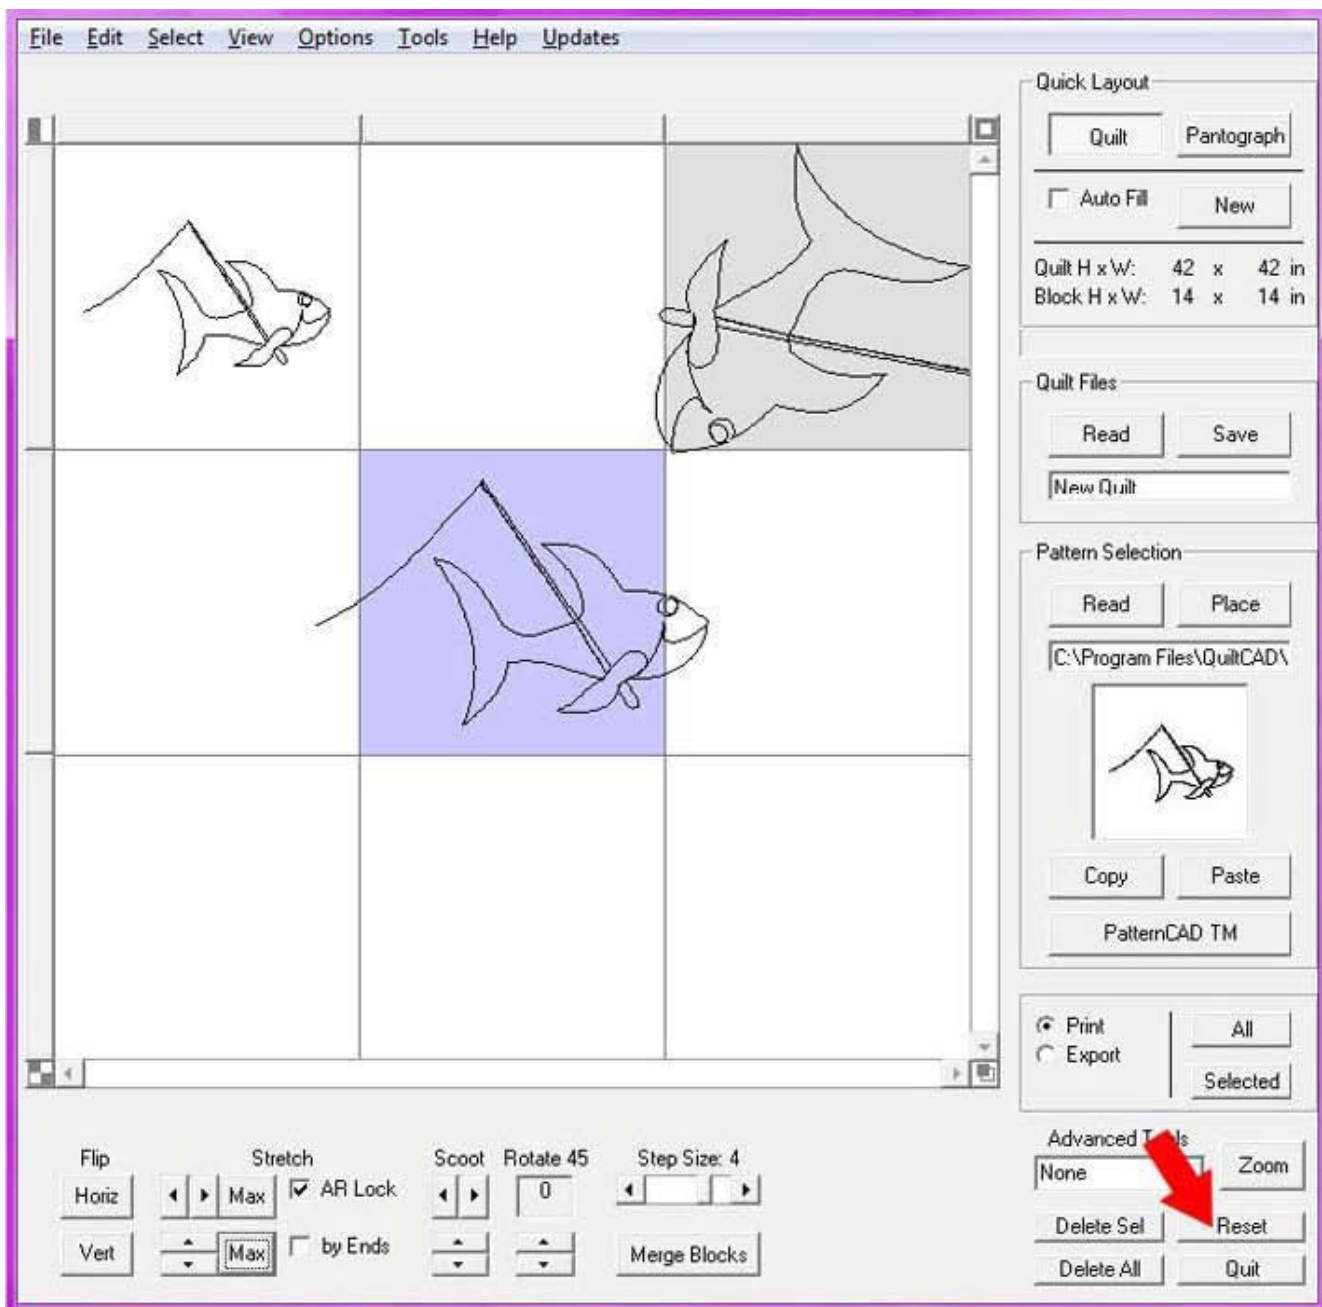 File Edit Select View Options Tools Help Updates
Quick Layout
Quilt Pantograph
Auto Fill New
Quilt H x W: 42 x 42 in
Block H x W: 14 x 14 in
Quilt Files
Read Save
New Quilt
Pattern Selection
Read Place
C:\Program Files\QuiltCAD\
Copy Paste
PatternCAD TM
Print All
Export
Selected
Advanced
None Zoom
Delete Sel Reset
Delete All Quit
Flip Stretch Scoot Rotate 45 Step Size: 4
Horiz Max AR Lock 0
Vert Max by Ends Merge Blocks